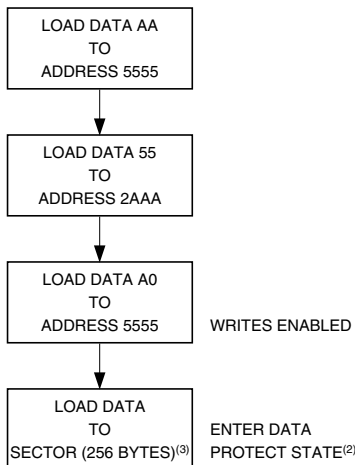 LOAD DATA AA
TO
ADDRESS 5555
LOAD DATA 55
TO
ADDRESS 2AAA
LOAD DATA A0
TO
ADDRESS 5555 WRITES ENABLED
LOAD DATA
TO ENTER DATA
SECTOR (256 BYTES)(3) PROTECT STATE(2)